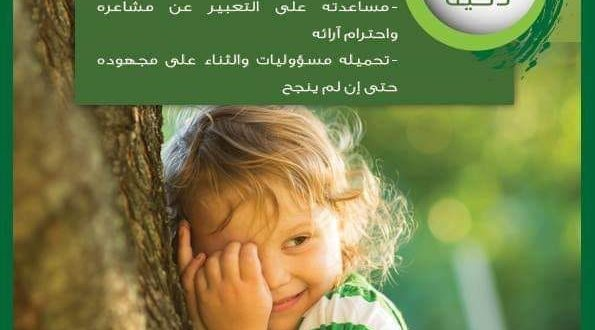 -مساعدته على التعبير عن مشاعره
واحترام آرائه
-تحميله مسؤوليات والثناء على مجهوده
حتى إن لم ينجح